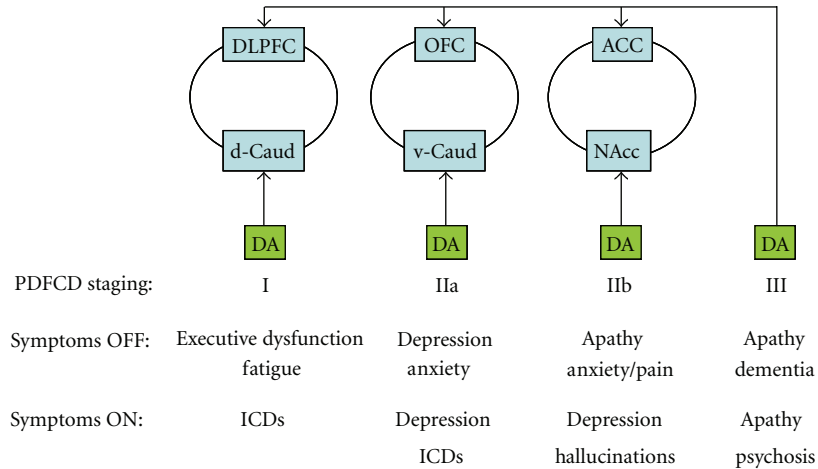 DLPFC OFC ACC
d-Caud v-Caud NAcc
DA DA DA DA
PDFCD staging: I IIa IIb III
Symptoms OFF: Executive dysfunction Depression Apathy Apathy
fatigue anxiety anxiety/pain dementia
Symptoms ON: ICDs Depression Depression Apathy
ICDs hallucinations psychosis